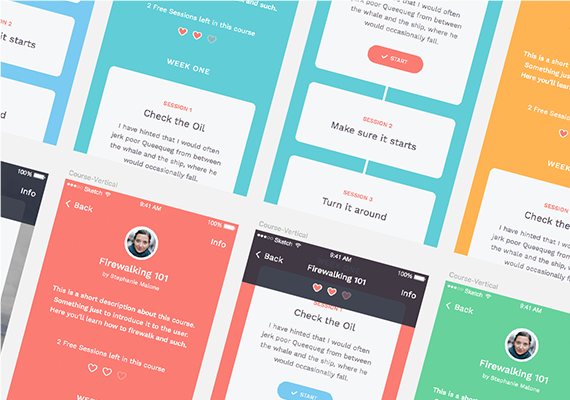 SESSION 2
it starts
and such.
2 Free Sessions left in this course
WEEK ONE
SESSION 1
Check the Oil
I have hinted that I would often
jerk poor Queequeg from between
the whale and the ship, where he
would occasionally fall.
I have hinted that I would often
jerk poor Queequeg from between
the whale and the ship, where he
would occasionally fall.
START
SESSION 2
Make sure it starts
SESSION 3
Turn it around
This is a short
Something just
Here you'll learn
2 Free Sessions
WEEK
SESSION
Check the
I have hinted that
jerk poor Queequeg
the whale and the
would occasionally
around
100%
Info
Course-Vertical
Sketch
9:41 AM
100%
Back
Info
Firewalking 101
by Stephanie Malone
This is a short description about this course.
Something just to introduce it to the user.
Here you'll learn how to firewalk and such.
2 Free Sessions left in this course
Course-Vertical
Sketch
9:41 AM
100%
Back
Firewalking 101
Info
SESSION 1
Check the Oil
I have hinted that I would often
jerk poor Queequeg from between
the whale and the ship, where he
would occasionally fall.
START
Course-Vertical
Sketch
9:41 AM
Back
Firewalking 101
by Stephanie Malone
This is a short